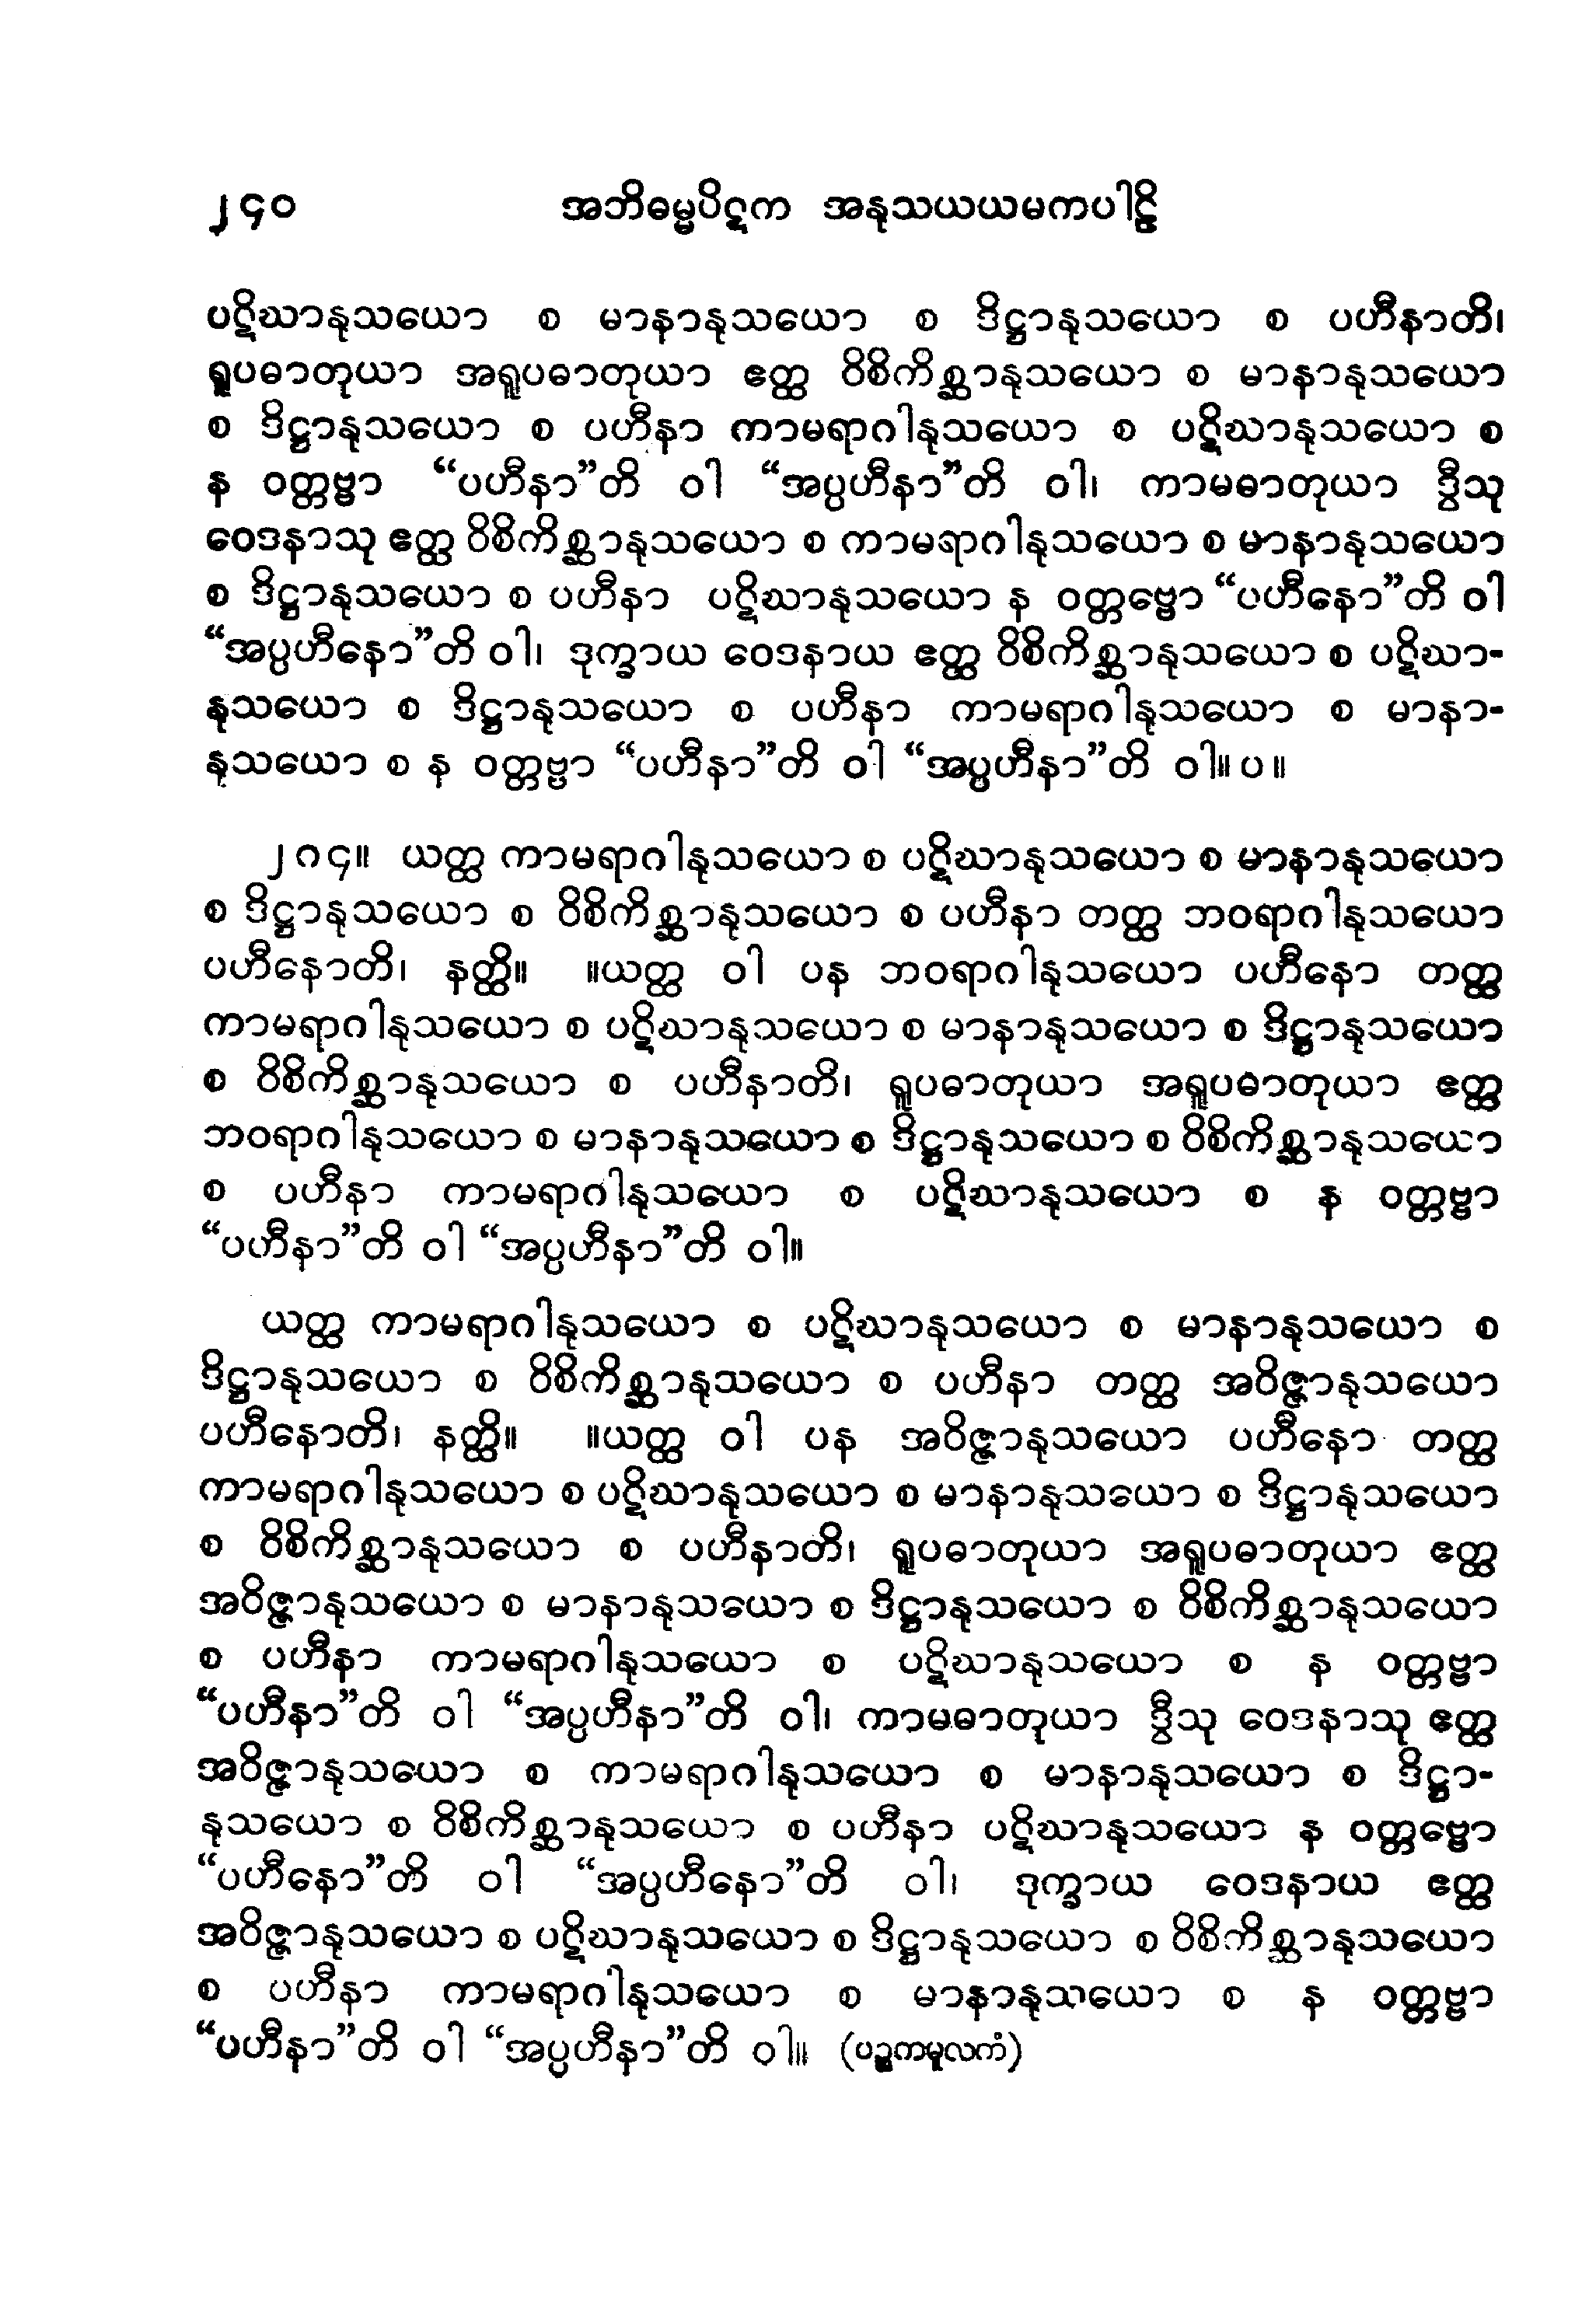 ၂၄၀ အဘိဓမ္မပိဋက အနုသယယမကပါဠိ
ပဋိဃာနုသယော စ မာနာနုသယော စ ဒိဋ္ဌာနုသယော စ ပဟီနာတိ၊
ရူပဓာတုယာ အရူပဓာတုယာ ဧတ္ထ ဝိစိကိစ္ဆာနုသယော စ မာနာနုသယော
စ ဒိဋ္ဌာနုသယော စ ပဟီနာ ကာမရာဂါနုသယော စ ပဋိဃာနုသယော စ
န ဝတ္တဗ္ဗာ “ပဟီနာ”တိ ဝါ “အပ္ပဟီနာ”တိ ဝါ၊ ကာမဓာတုယာ ဒွီသု
ဝေဒနာသု ဧတ္ထ ဝိစိကိစ္ဆာနုသယော စ ကာမရာဂါနုသယော စ မာနာနုသယော
စ ဒိဋ္ဌာနုသယော စ ပဟီနာ ပဋိဃာနုသယော န ဝတ္တဗ္ဗော “ပဟီနော”တိ ဝါ
“အပ္ပဟီနော”တိ ဝါ၊ ဒုက္ခာယ ဝေဒနာယ ဧတ္ထ ဝိစိကိစ္ဆာနုသယော စ ပဋိဃာ-
နုသယော စ ဒိဋ္ဌာနုသယော စ ပဟီနာ ကာမရာဂါနုသယော စ မာနာ-
နုသယော စ န ဝတ္တဗ္ဗာ “ပဟီနာ”တိ ဝါ “အပ္ပဟီနာ”တိ ဝါ။ ပ ။
၂၈၄။ ယတ္ထ ကာမရာဂါနုသယော စ ပဋိဃာနုသယော စ မာနာနုသယော
စ ဒိဋ္ဌာနုသယော စ ဝိစိကိစ္ဆာနုသယော စ ပဟီနာ တတ္ထ ဘဝရာဂါနုသယော
ပဟီနောတိ၊ နတ္ထိ။ ။ယတ္ထ ဝါ ပန ဘဝရာဂါနုသယော ပဟီနော တတ္ထ
ကာမရာဂါနုသယော စ ပဋိဃာနုသယော စ မာနာနုသယော စ ဒိဋ္ဌာနုသယော
စ ဝိစိကိစ္ဆာနုသယော စ ပဟီနာတိ၊ ရူပဓာတုယာ အရူပဓာတုယာ ဧတ္ထ
ဘဝရာဂါနုသယော စ မာနာနုသယော စ ဒိဋ္ဌာနုသယော စ ဝိစိကိစ္ဆာနုသယော
စ ပဟီနာ ကာမရာဂါနုသယော စ ပဋိဃာနုသယော စ န ဝတ္တဗ္ဗာ
“ပဟီနာ”တိ ဝါ “အပ္ပဟီနာ”တိ ဝါ။
ယတ္ထ ကာမရာဂါနုသယော စ ပဋိဃာနုသယော စ မာနာနုသယော စ
ဒိဋ္ဌာနုသယော စ ဝိစိကိစ္ဆာနုသယော စ ပဟီနာ တတ္ထ အဝိဇ္ဇာနုသယော
ပဟီနောတိ၊ နတ္ထိ။ ။ယတ္ထ ဝါ ပန အဝိဇ္ဇာနုသယော ပဟီနော တတ္ထ
ကာမရာဂါနုသယော စ ပဋိဃာနုသယော စ မာနာနုသယော စ ဒိဋ္ဌာနုသယော
စ ဝိစိကိစ္ဆာနုသယော စ ပဟီနာတိ၊ ရူပဓာတုယာ အရူပဓာတုယာ ဧတ္ထ
အဝိဇ္ဇာနုသယော စ မာနာနုသယော စ ဒိဋ္ဌာနုသယော စ ဝိစိကိစ္ဆာနုသယော
စ ပဟီနာ ကာမရာဂါနုသယော စ ပဋိဃာနုသယော စ န ဝတ္တဗ္ဗာ
“ပဟီနာ”တိ ဝါ “အပ္ပဟီနာ”တိ ဝါ၊ ကာမဓာတုယာ ဒွီသု ဝေဒနာသု ဧတ္ထ
အဝိဇ္ဇာနုသယော စ ကာမရာဂါနုသယော စ မာနာနုသယော စ ဒိဋ္ဌာ-
နုသယော စ ဝိစိကိစ္ဆာနုသယော စ ပဟီနာ ပဋိဃာနုသယော န ဝတ္တဗ္ဗော
“ပဟီနော”တိ ဝါ “အပ္ပဟီနော”တိ ဝါ၊ ဒုက္ခာယ ဝေဒနာယ ဧတ္ထ
အဝိဇ္ဇာနုသယော စ ပဋိဃာနုသယော စ ဒိဋ္ဌာနုသယော စ ဝိစိကိစ္ဆာနုသယော
စ ပဟီနာ ကာမရာဂါနုသယော စ မာနာနုသယော စ န ဝတ္တဗ္ဗာ
“ပဟီနာ”တိ ဝါ “အပ္ပဟီနာ”တိ ဝါ။ (ပဉ္စကမူလကံ)